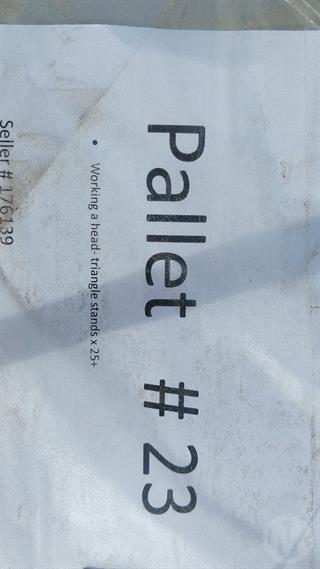 Pallet # 23
• Working a head- triangle stands x 25+
Seller # 176139